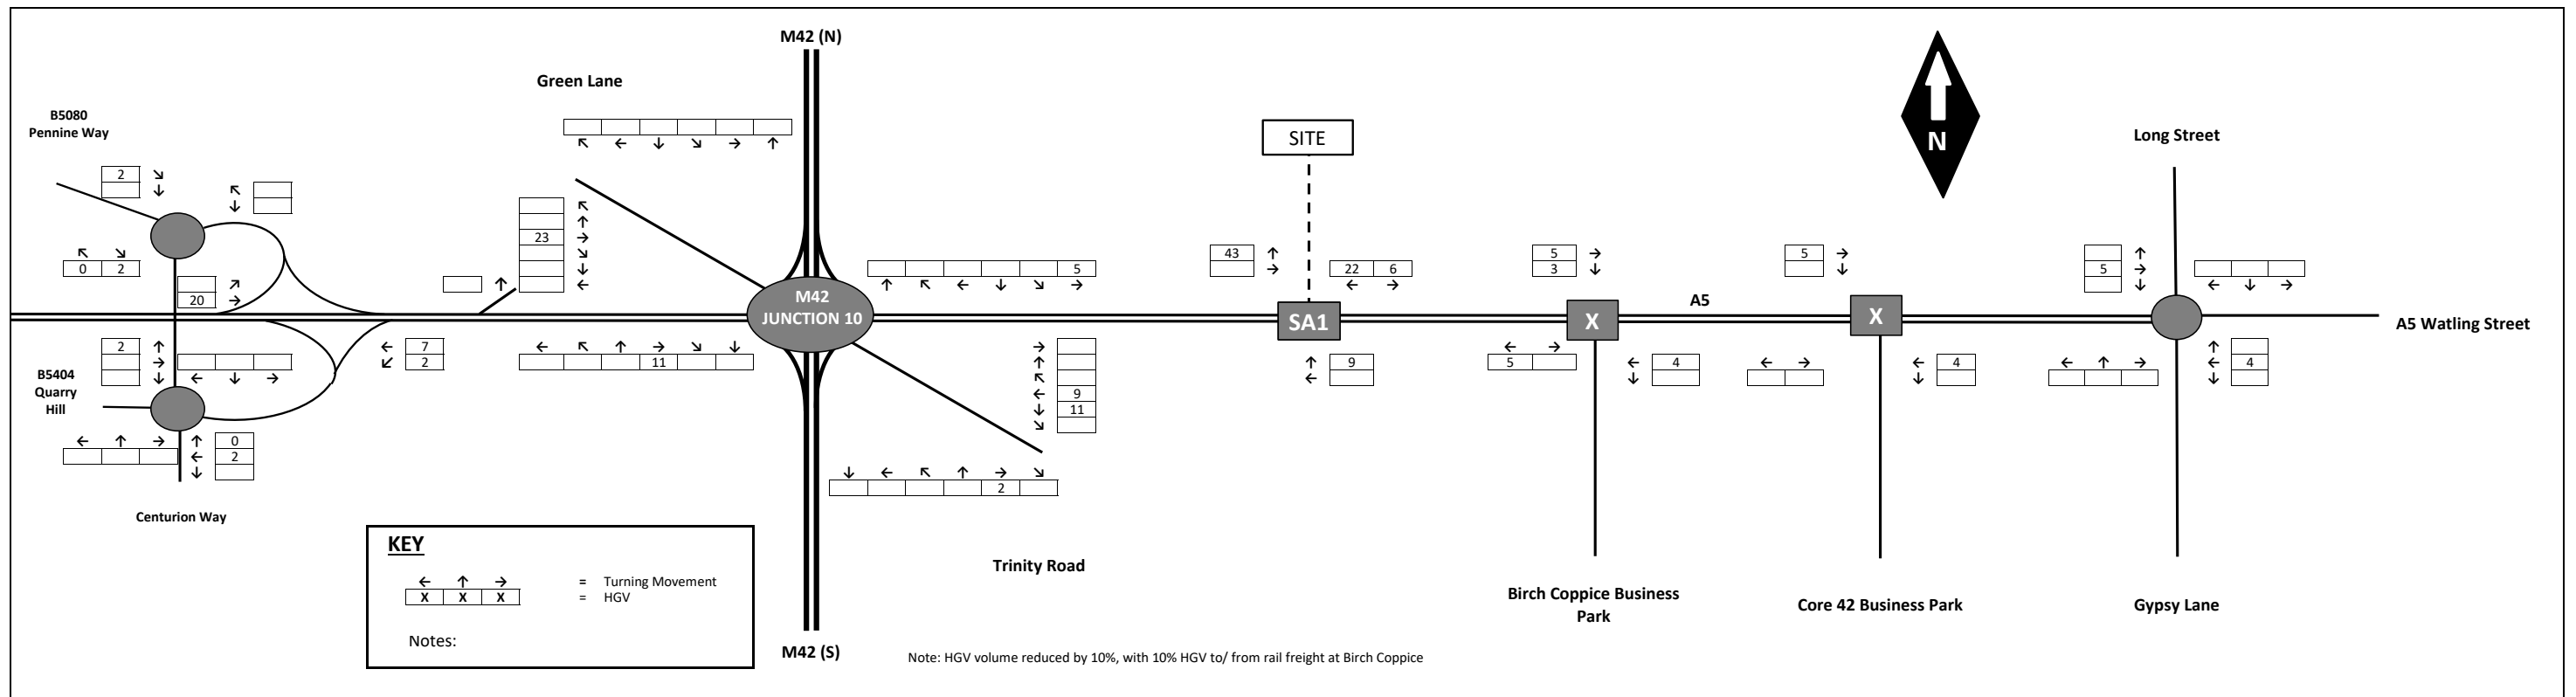 M42 (N)
Green Lane
B5080
Pennine Way
SITE
N
Long Street
2
↘
↓
↖
↓
↖ ← ↓ ↘ → ↑
↖
↑
23 →
↘
↓
←
↖ ↘
0 2
↗
20 →
↑
5
↑ ↖ ← ↓ ↘ →
43 ↑
→
22 6
← →
5 →
3 ↓
5 →
↓
↑
5 →
↓
← ↓ →
M42
JUNCTION 10
SA1
X
A5
X
A5 Watling Street
2 ↑
→
↓
← ↓ →
← 7
↙ 2
← ↖ ↑ → ↘ ↓
11
→
↑
↖
← 9
↓ 11
↘
↑ 9
←
← →
5
← 4
↓
← →
← 4
↓
← ↑ →
↑
← 4
↓
B5404
Quarry
Hill
← ↑ →
↑ 0
← 2
↓
↓ ← ↖ ↑ → ↘
2
Centurion Way
KEY
← ↑ → = Turning Movement
X X X = HGV
Notes:
Trinity Road
Birch Coppice Business
Park
Core 42 Business Park
Gypsy Lane
M42 (S)
Note: HGV volume reduced by 10%, with 10% HGV to/ from rail freight at Birch Coppice